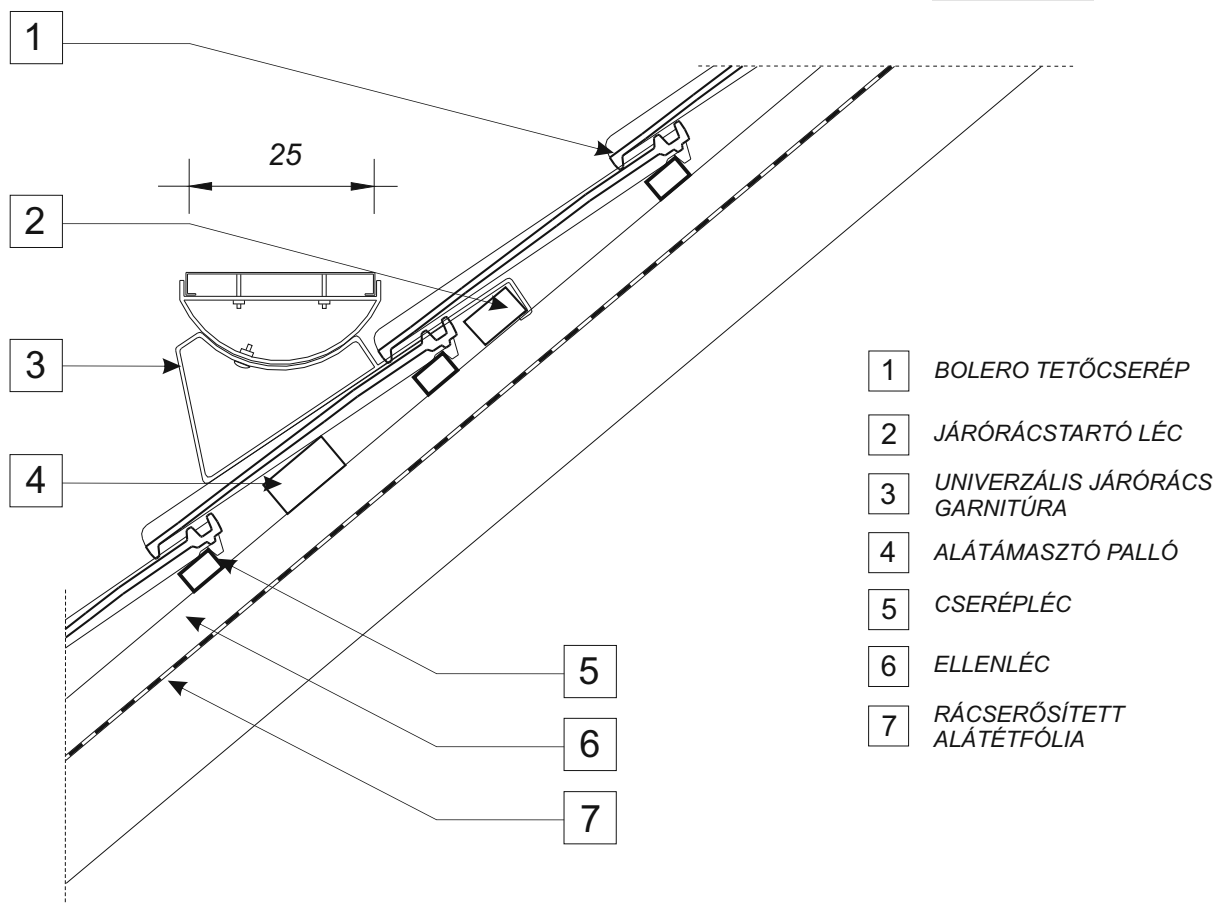 1
25
2
3
4
5
6
7
1 BOLERO TETŐCSERÉP
2 JÁRÓRÁCSTARTÓ LÉC
3 UNIVERZÁLIS JÁRÓRÁCS
GARNITÚRA
4 ALÁTÁMASZTÓ PALLÓ
5 CSERÉPLÉC
6 ELLENLÉC
7 RÁCSERŐSÍTETT
ALÁTÉTFÓLIA